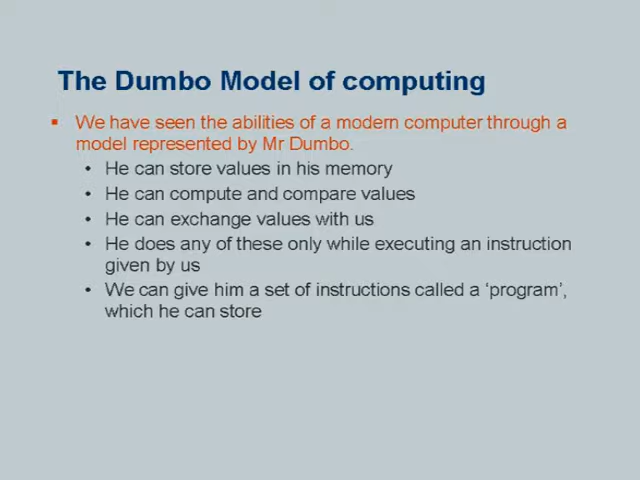 The Dumbo Model of computing
▪ We have seen the abilities of a modern computer through a
model represented by Mr Dumbo.
• He can store values in his memory
• He can compute and compare values
• He can exchange values with us
• He does any of these only while executing an instruction
given by us
• We can give him a set of instructions called a ‘program’,
which he can store